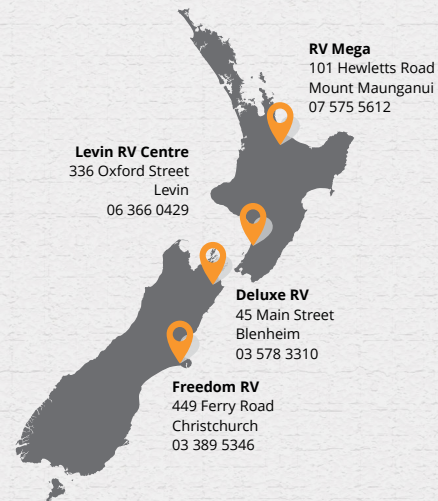 RV Mega
101 Hewletts Road
Mount Maunganui
07 575 5612
Levin RV Centre
336 Oxford Street
Levin
06 366 0429
Deluxe RV
45 Main Street
Blenheim
03 578 3310
Freedom RV
449 Ferry Road
Christchurch
03 389 5346